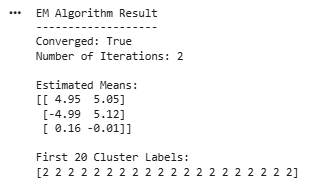 ••• EM Algorithm Result
-------------------
Converged: True
Number of Iterations: 2
Estimated Means:
[[ 4.95  5.05]
 [-4.99  5.12]
 [ 0.16 -0.01]]
First 20 Cluster Labels:
[2 2 2 2 2 2 2 2 2 2 2 2 2 2 2 2 2 2 2 2]